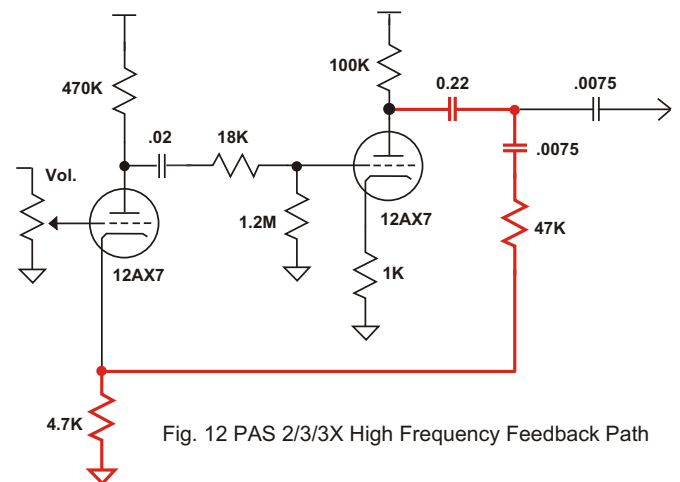 100K
0.22
.0075
470K
.02
18K
.0075
Vol.
1.2M
12AX7
47K
12AX7
1K
4.7K
Fig. 12 PAS 2/3/3X High Frequency Feedback Path